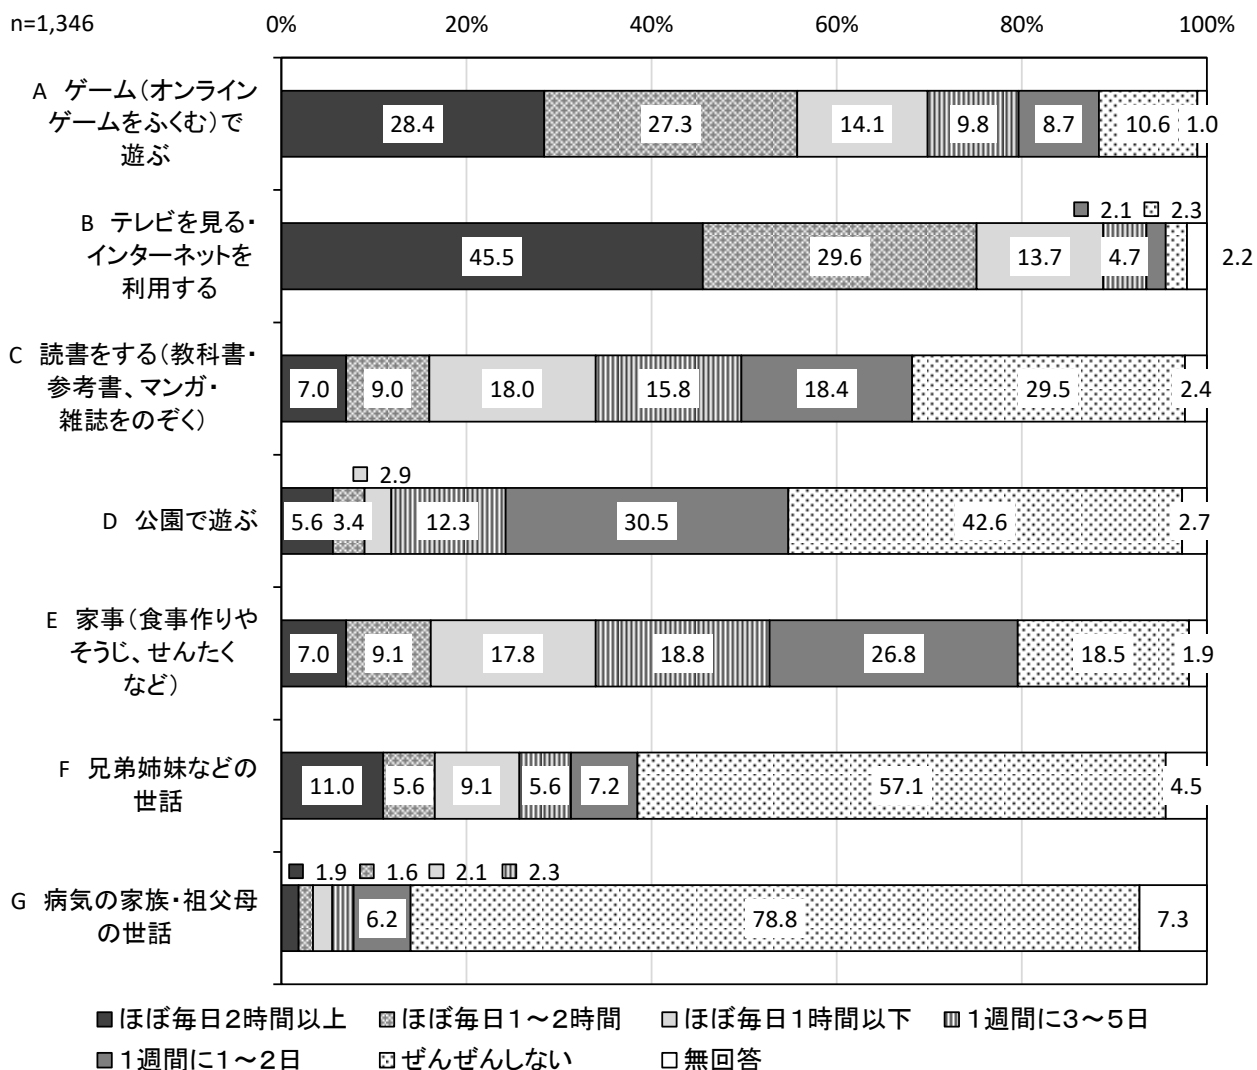 n=1,346
0% 20% 40% 60% 80% 100%
A ゲーム（オンライン
ゲームをふくむ）で
遊ぶ
28.4 27.3 14.1 9.8 8.7 10.6 1.0
B テレビを見る・
インターネットを
利用する
2.1 2.3
45.5 29.6 13.7 4.7 2.2
C 読書をする（教科書・
参考書、マンガ・
雑誌をのぞく）
7.0 9.0 18.0 15.8 18.4 29.5 2.4
2.9
D 公園で遊ぶ
5.6 3.4 12.3 30.5 42.6 2.7
E 家事（食事作りや
そうじ、せんたく
など）
7.0 9.1 17.8 18.8 26.8 18.5 1.9
F 兄弟姉妹などの
世話
11.0 5.6 9.1 5.6 7.2 57.1 4.5
1.9 1.6 2.1 2.3
G 病気の家族・祖父母
の世話
6.2 78.8 7.3
ほぼ毎日２時間以上 ほぼ毎日１～２時間 ほぼ毎日１時間以下 １週間に３～５日
１週間に１～２日 ぜんぜんしない 無回答